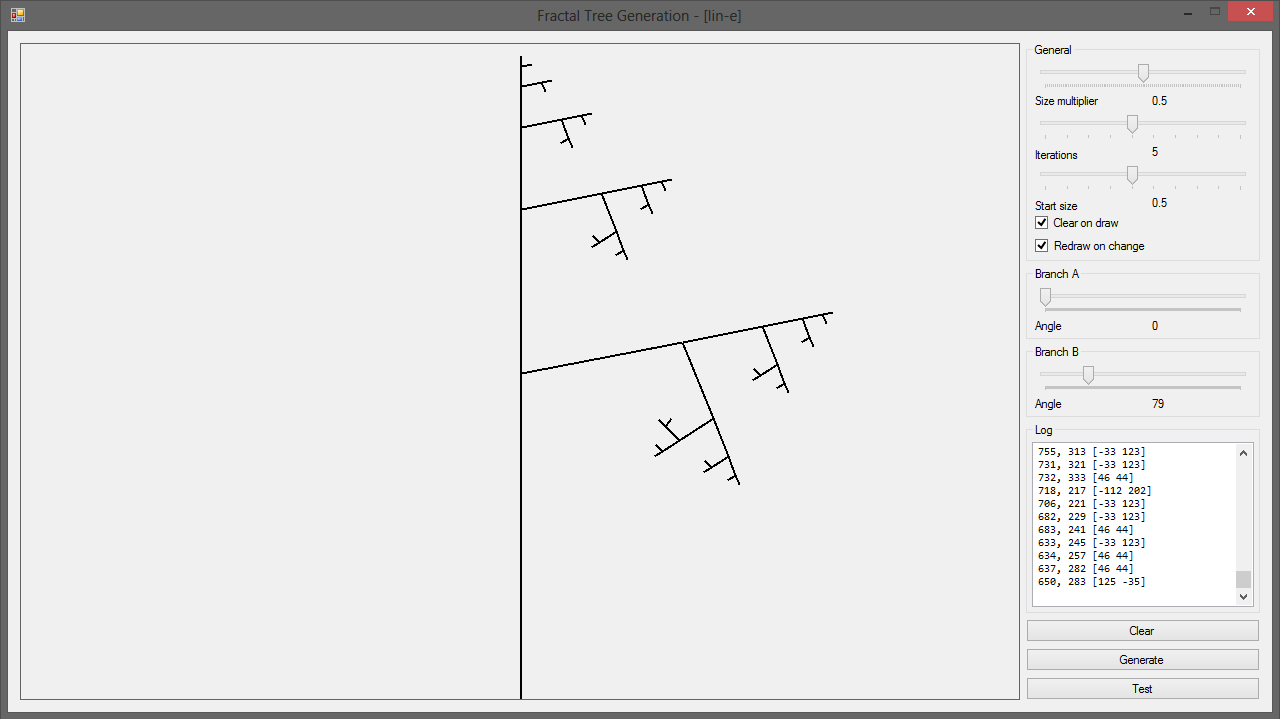 Fractal Tree Generation - [lin-e]
General
Size multiplier 0.5
Iterations 5
Start size 0.5
Clear on draw
Redraw on change
Branch A
Angle 0
Branch B
Angle 79
Log
755, 313 [-33 123]
731, 321 [-33 123]
732, 333 [46 44]
718, 217 [-112 202]
706, 221 [-33 123]
682, 229 [-33 123]
683, 241 [46 44]
633, 245 [-33 123]
634, 257 [46 44]
637, 282 [46 44]
650, 283 [125 -35]
Clear
Generate
Test